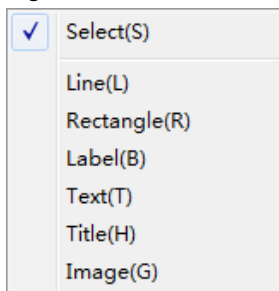 Select(S)
Line(L)
Rectangle(R)
Label(B)
Text(T)
Title(H)
Image(G)